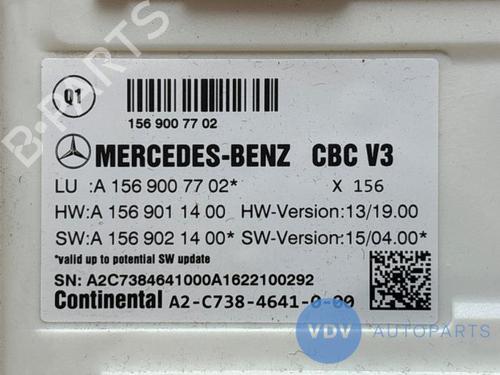 Q1
156 900 77 02
MERCEDES-BENZ CBC V3
LU :A 156 900 77 02* X 156
HW:A 156 901 14 00 HW-Version:13/19.00
SW:A 156 902 14 00* SW-Version:15/04.00*
*valid up to potential SW update
SN: A2C7384641000A1622100292
Continental A2-C738-4641-0-00
VDV AUTOPARTS
B-PARTS